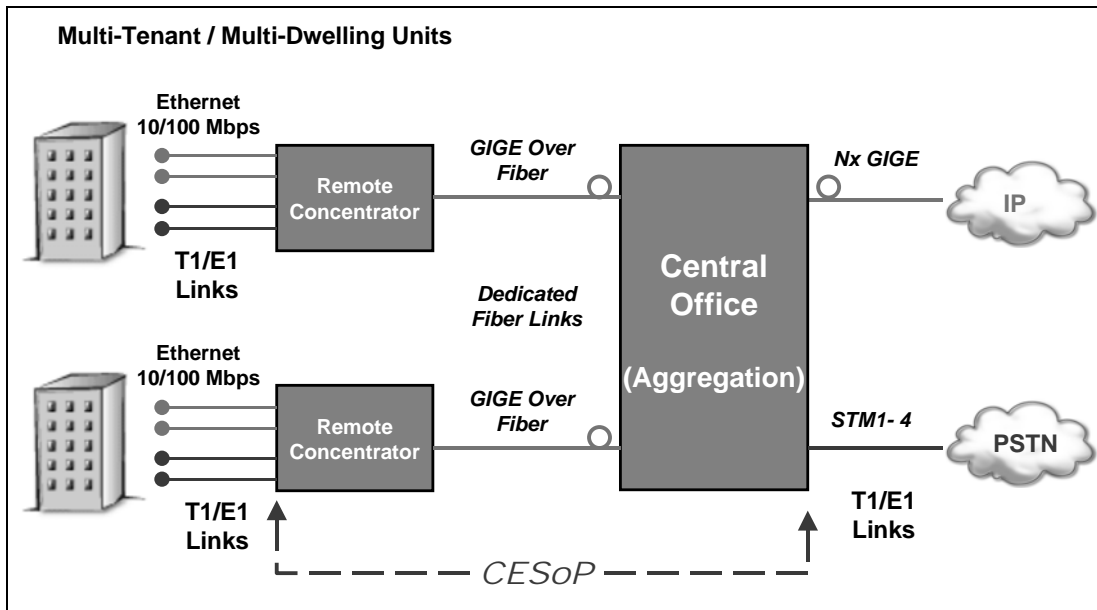 Multi-Tenant / Multi-Dwelling Units
Ethernet
10/100 Mbps
Remote
Concentrator
T1/E1
Links
GIGE Over
Fiber
Nx GIGE
IP
Central
Office
(Aggregation)
Dedicated
Fiber Links
Ethernet
10/100 Mbps
Remote
Concentrator
T1/E1
Links
GIGE Over
Fiber
STM1- 4
PSTN
T1/E1
Links
CESoP